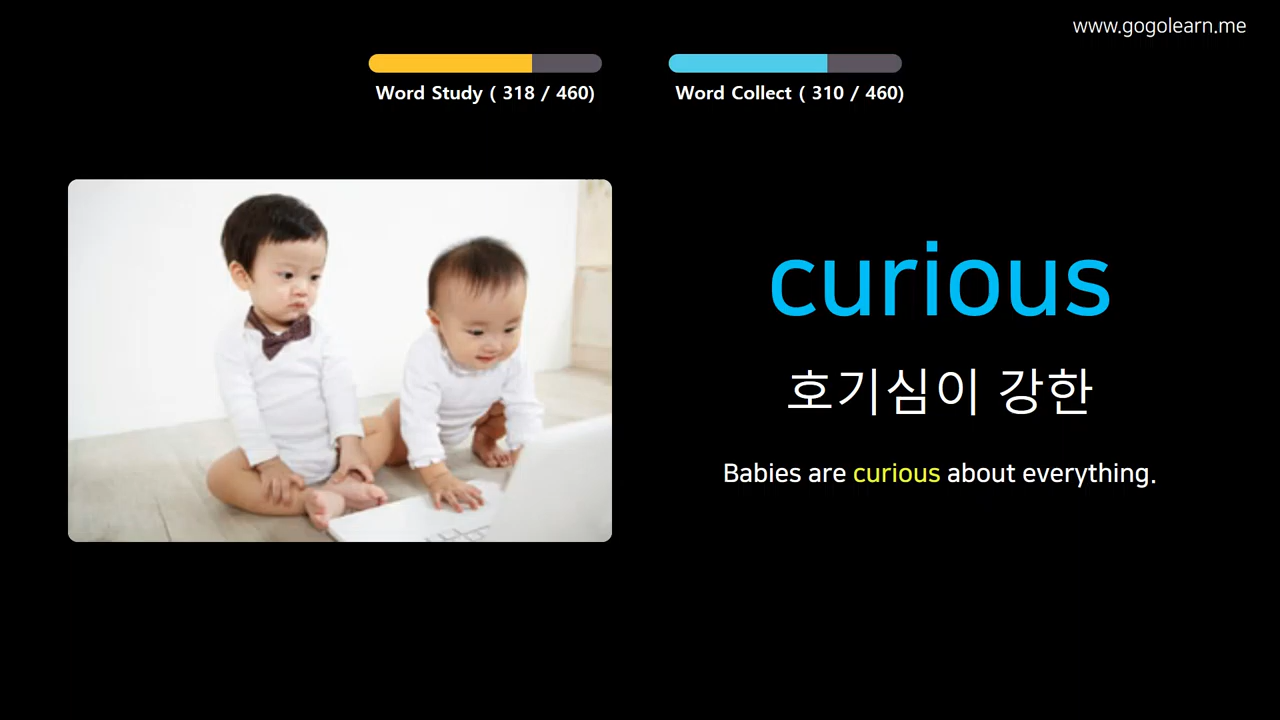 www.gogolearn.me
Word Study ( 318 / 460)
Word Collect ( 310 / 460)
curious
호기심이 강한
Babies are curious about everything.